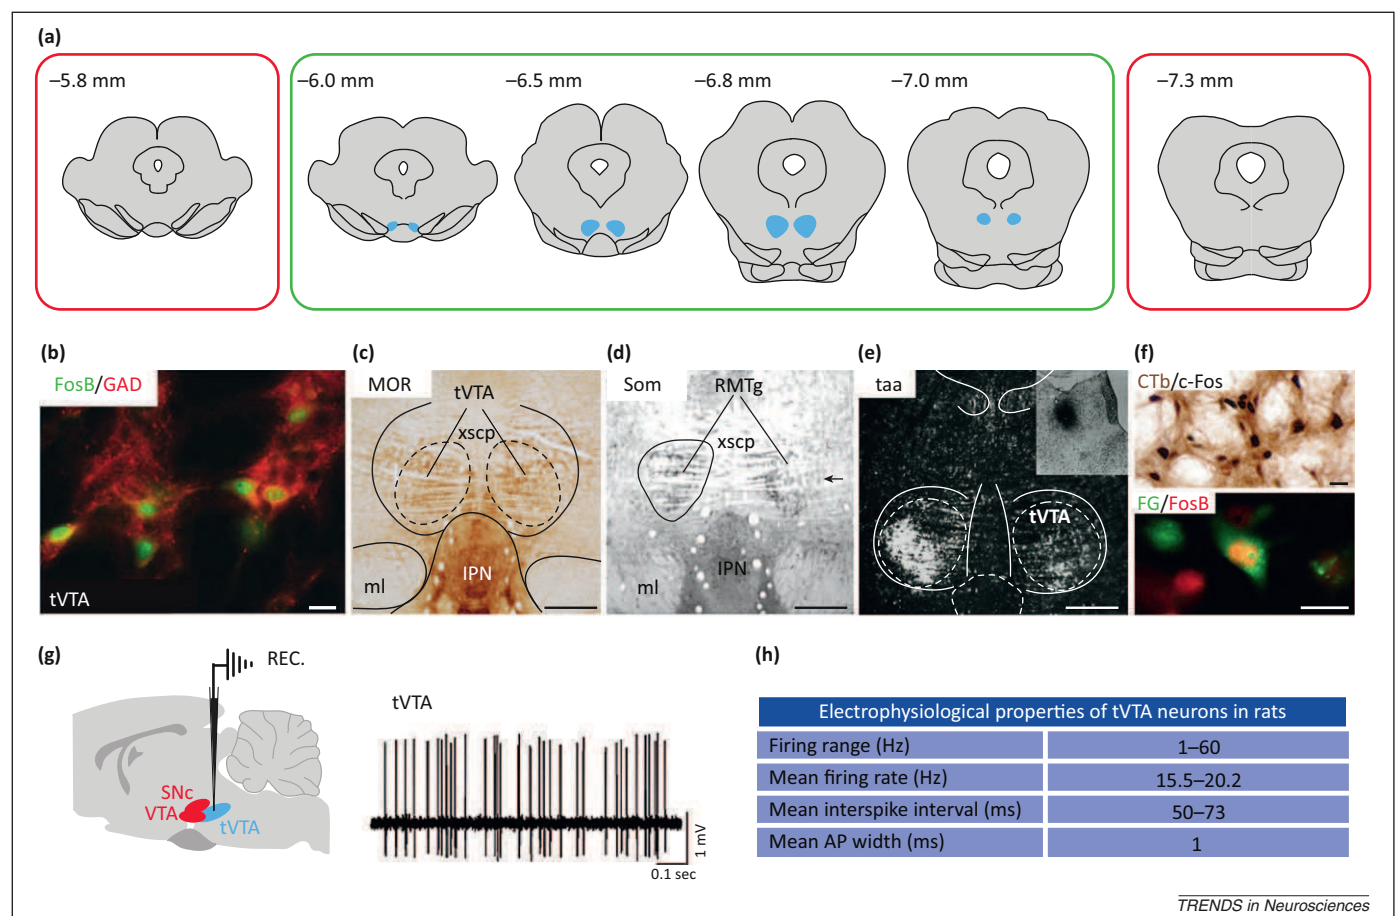 (a)
–5.8 mm
–6.0 mm
–6.5 mm
–6.8 mm
–7.0 mm
–7.3 mm
(b)
FosB/GAD
tVTA
(c)
MOR
tVTA
xscp
IPN
ml
(d)
Som
RMTg
xscp
IPN
ml
(e)
taa
tVTA
(f)
CTb/c-Fos
FG/FosB
(g)
REC.
SNc
VTA
tVTA
tVTA
1 mV
0.1 sec
(h)
Electrophysiological properties of tVTA neurons in rats
Firing range (Hz) 1–60
Mean firing rate (Hz) 15.5–20.2
Mean interspike interval (ms) 50–73
Mean AP width (ms) 1
TRENDS in Neurosciences